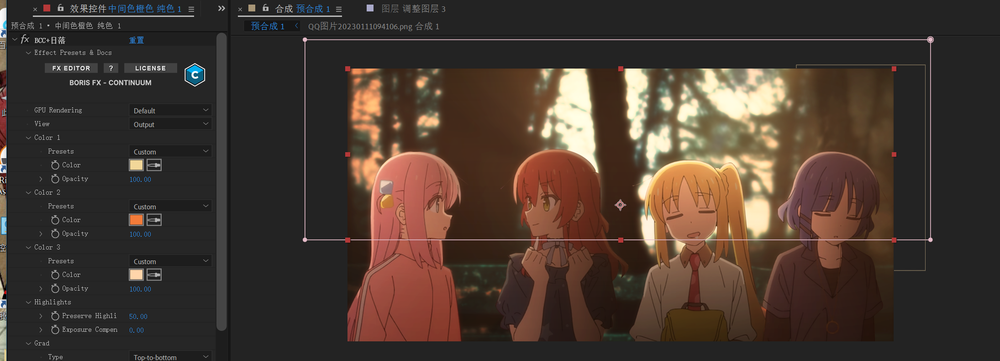 × 效果控件 中间色橙色 纯色 1 ≡ »
预合成 1 • 中间色橙色 纯色 1
fx BCC+日落 重置
Effect Presets & Docs
FX EDITOR ? LICENSE
BORIS FX - CONTINUUM
GPU Rendering Default
View Output
Color 1
Presets Custom
Color
Opacity 100.00
Color 2
Presets Custom
Color
Opacity 100.00
Color 3
Presets Custom
Color
Opacity 100.00
Highlights
Preserve Highli 50.00
Exposure Compen 0.00
Grad
Type Top-to-bottom
× 合成 预合成 1 ≡ 图层 调整图层 3
预合成 1 ‹ QQ图片20230111094106.png 合成 1